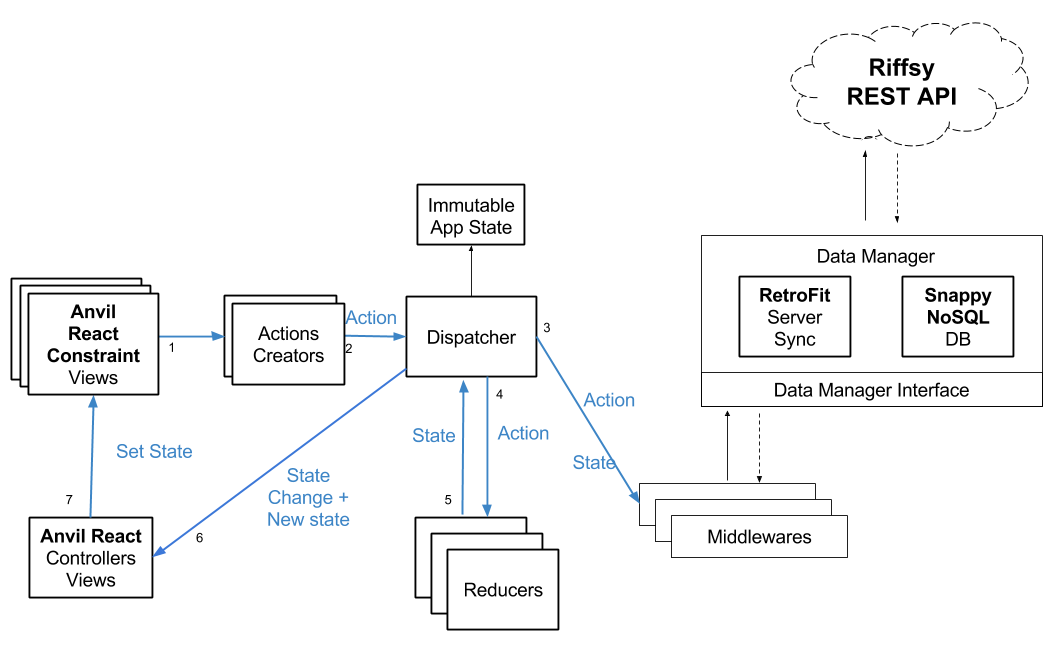 Riffsy
REST API
Immutable
App State
Data Manager
RetroFit
Server
Sync
Snappy
NoSQL
DB
Data Manager Interface
Anvil
React
Constraint
Views
1
Actions
Creators
Action
2
Dispatcher
3
Action
State
4
Action
State
5
Set State
State
Change +
New state
6
7
Anvil React
Controllers
Views
Reducers
Middlewares